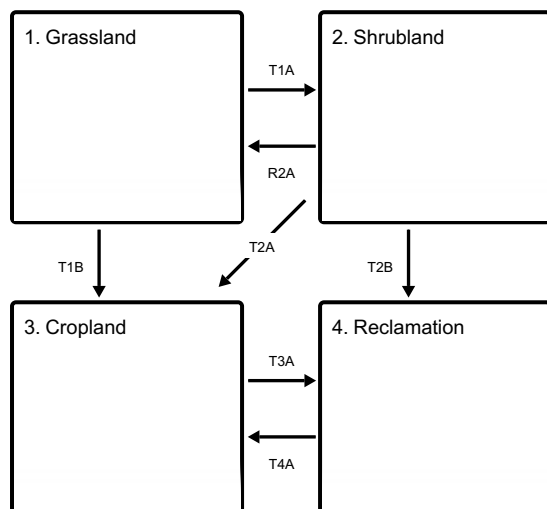 1. Grassland
2. Shrubland
T1A
R2A
T1B
T2A
T2B
3. Cropland
4. Reclamation
T3A
T4A